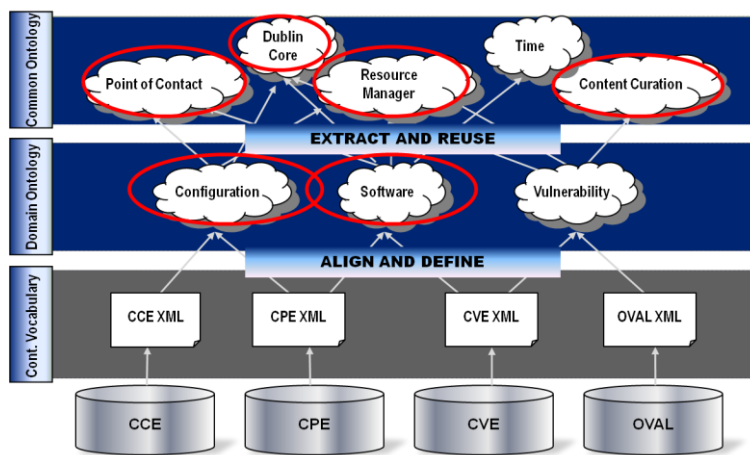 Common Ontology
Dublin
Core
Time
Point of Contact
Resource
Manager
Content Curation
EXTRACT AND REUSE
Domain Ontology
Configuration
Software
Vulnerability
ALIGN AND DEFINE
Cont. Vocabulary
CCE XML
CPE XML
CVE XML
OVAL XML
CCE
CPE
CVE
OVAL